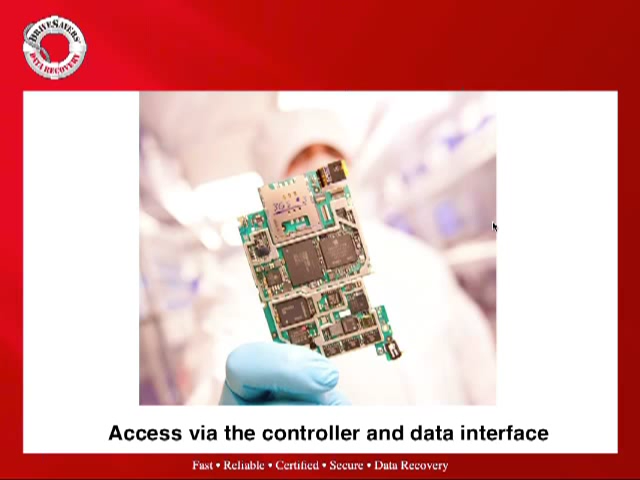 DRIVESAVERS
DATA RECOVERY
Access via the controller and data interface
Fast • Reliable • Certified • Secure • Data Recovery